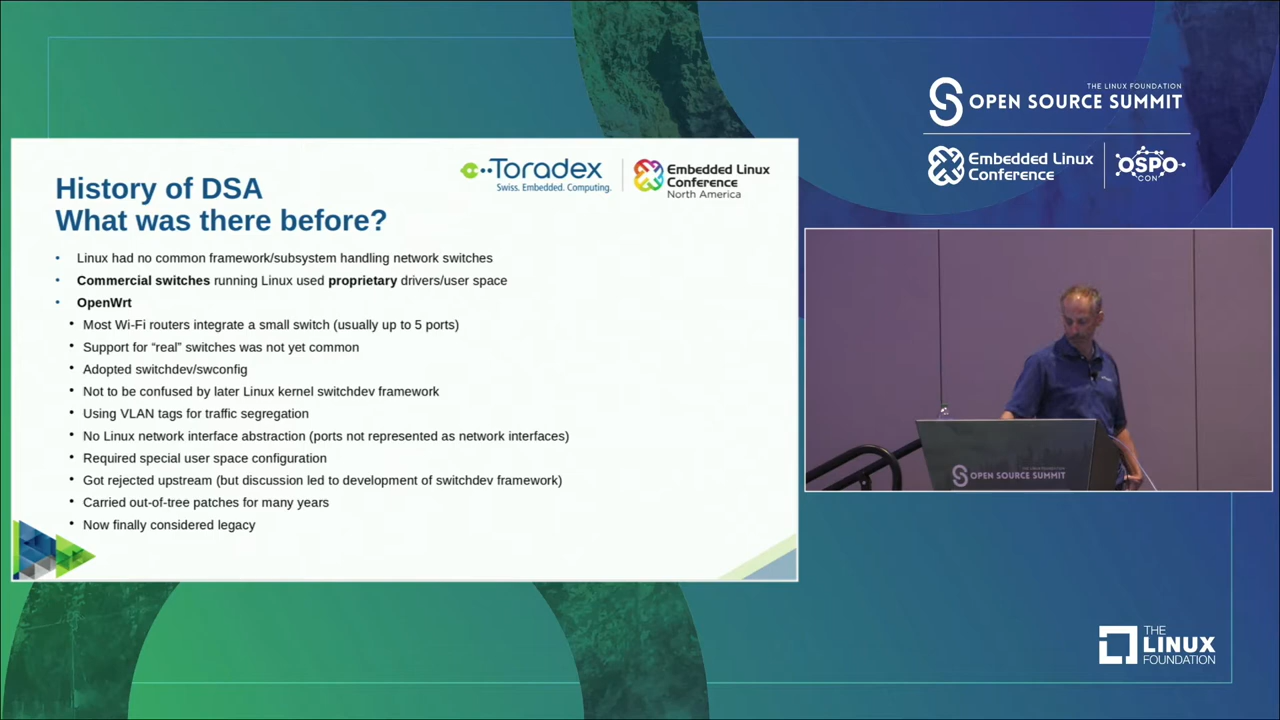 THE LINUX FOUNDATION
OPEN SOURCE SUMMIT
Embedded Linux
Conference
OSPO
CON
Toradex
Swiss. Embedded. Computing.
Embedded Linux
Conference
North America
History of DSA
What was there before?
• Linux had no common framework/subsystem handling network switches
• Commercial switches running Linux used proprietary drivers/user space
• OpenWrt
• Most Wi-Fi routers integrate a small switch (usually up to 5 ports)
• Support for “real” switches was not yet common
• Adopted switchdev/swconfig
• Not to be confused by later Linux kernel switchdev framework
• Using VLAN tags for traffic segregation
• No Linux network interface abstraction (ports not represented as network interfaces)
• Required special user space configuration
• Got rejected upstream (but discussion led to development of switchdev framework)
• Carried out-of-tree patches for many years
• Now finally considered legacy
OPEN SOURCE SUMMIT
THE
LINUX
FOUNDATION